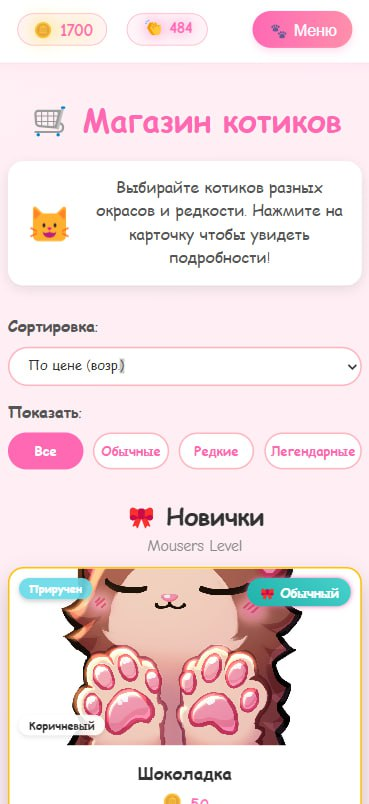 1700
484
Меню
Магазин котиков
Выбирайте котиков разных
окрасов и редкости. Нажмите на
карточку чтобы увидеть
подробности!
Сортировка:
По цене (возр.)
Показать:
Все
Обычные
Редкие
Легендарные
Новички
Mousers Level
Приручен
Обычный
Коричневый
Шоколадка
50